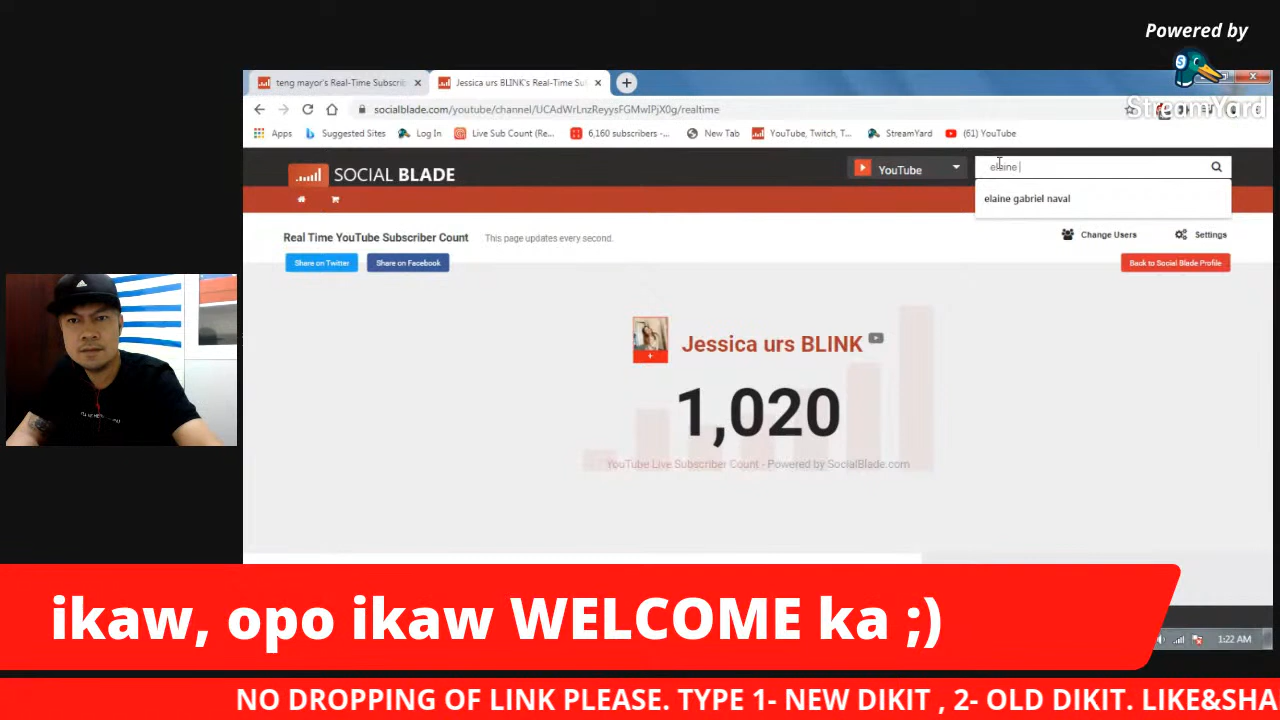 Powered by
StreamYard
teng mayor's Real-Time Subscrib
Jessica urs BLINK's Real-Time Su
socialblade.com/youtube/channel/UCAdWrLnzReyysFGMwIPjX0g/realtime
Apps
Suggested Sites
Log In
Live Sub Count (Re...
6,160 subscribers -...
New Tab
YouTube, Twitch, T...
StreamYard
(61) YouTube
SOCIAL BLADE
YouTube
elaine
elaine gabriel naval
Real Time YouTube Subscriber Count
This page updates every second.
Change Users
Settings
Share on Twitter
Share on Facebook
Back to Social Blade Profile
Jessica urs BLINK
1,020
YouTube Live Subscriber Count - Powered by SocialBlade.com
ikaw, opo ikaw WELCOME ka ;)
1:22 AM
NO DROPPING OF LINK PLEASE. TYPE 1- NEW DIKIT , 2- OLD DIKIT. LIKE&SHA